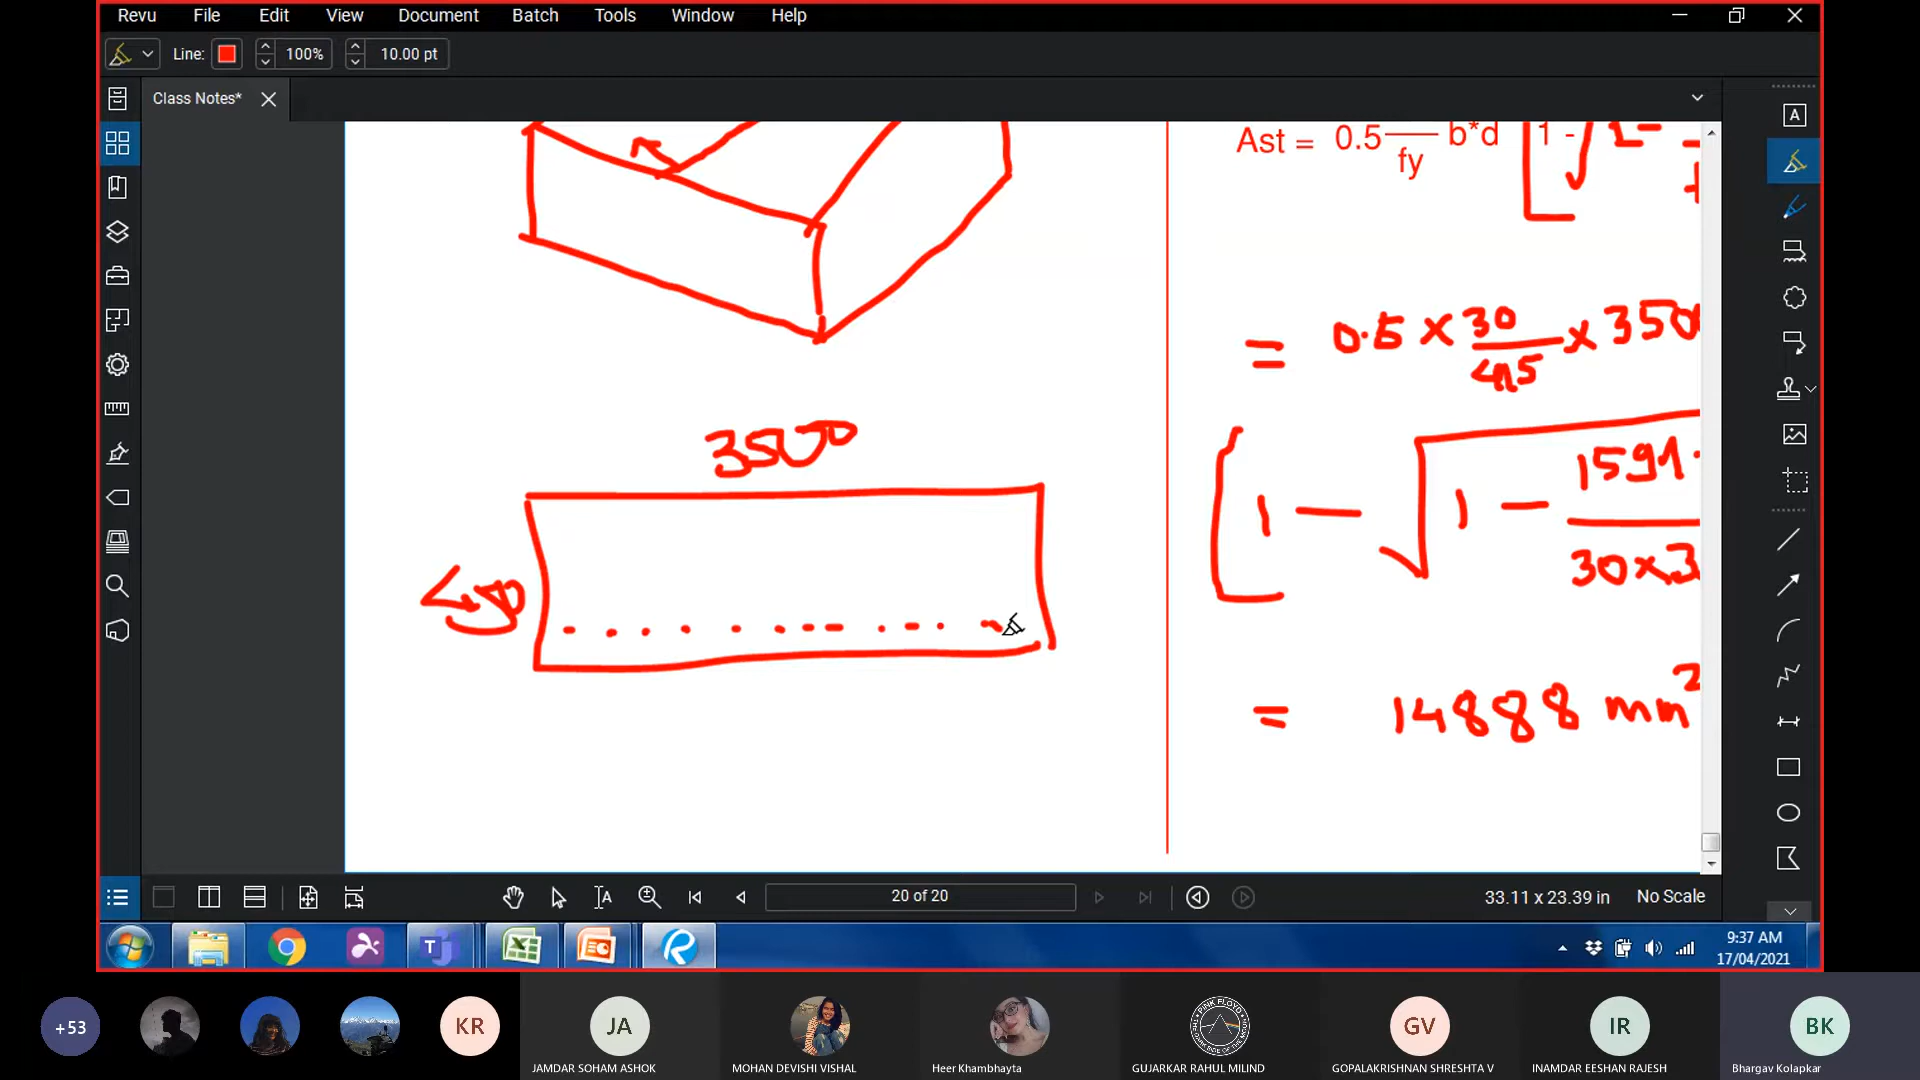 Revu File Edit View Document Batch Tools Window Help
Line: 100% 10.00 pt
Class Notes*
Ast = 0.5 fy b*d 1 -
= 0.5 × 30 / 415 × 350
3500
1 - √ 1 - 1591. / 30×3
450
= 14888 mm²
20 of 20
33.11 x 23.39 in No Scale
9:37 AM
17/04/2021
+53
KR
JA
GV
IR
BK
JAMDAR SOHAM ASHOK
MOHAN DEVISHI VISHAL
Heer Khambhayta
GUJARKAR RAHUL MILIND
GOPALAKRISHNAN SHRESHTA V
INAMDAR EESHAN RAJESH
Bhargav Kolapkar